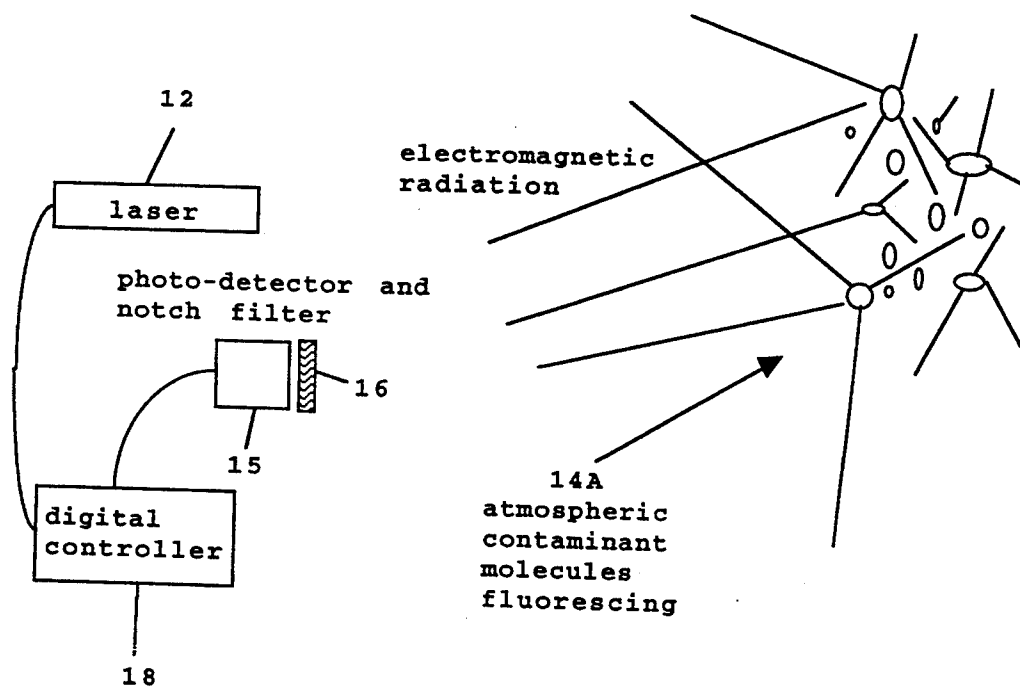 12
laser
electromagnetic
radiation
photo-detector and
notch filter
16
15
digital
controller
18
14A
atmospheric
contaminant
molecules
fluorescing